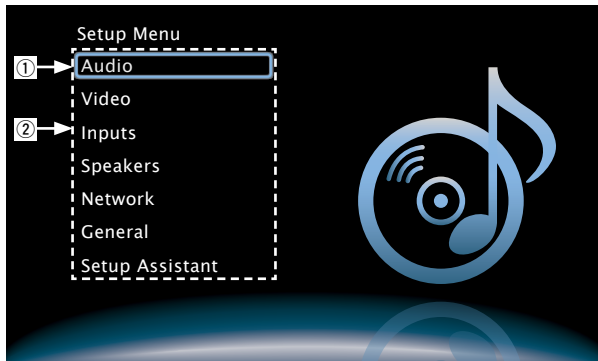 Setup Menu
① Audio
Video
② Inputs
Speakers
Network
General
Setup Assistant